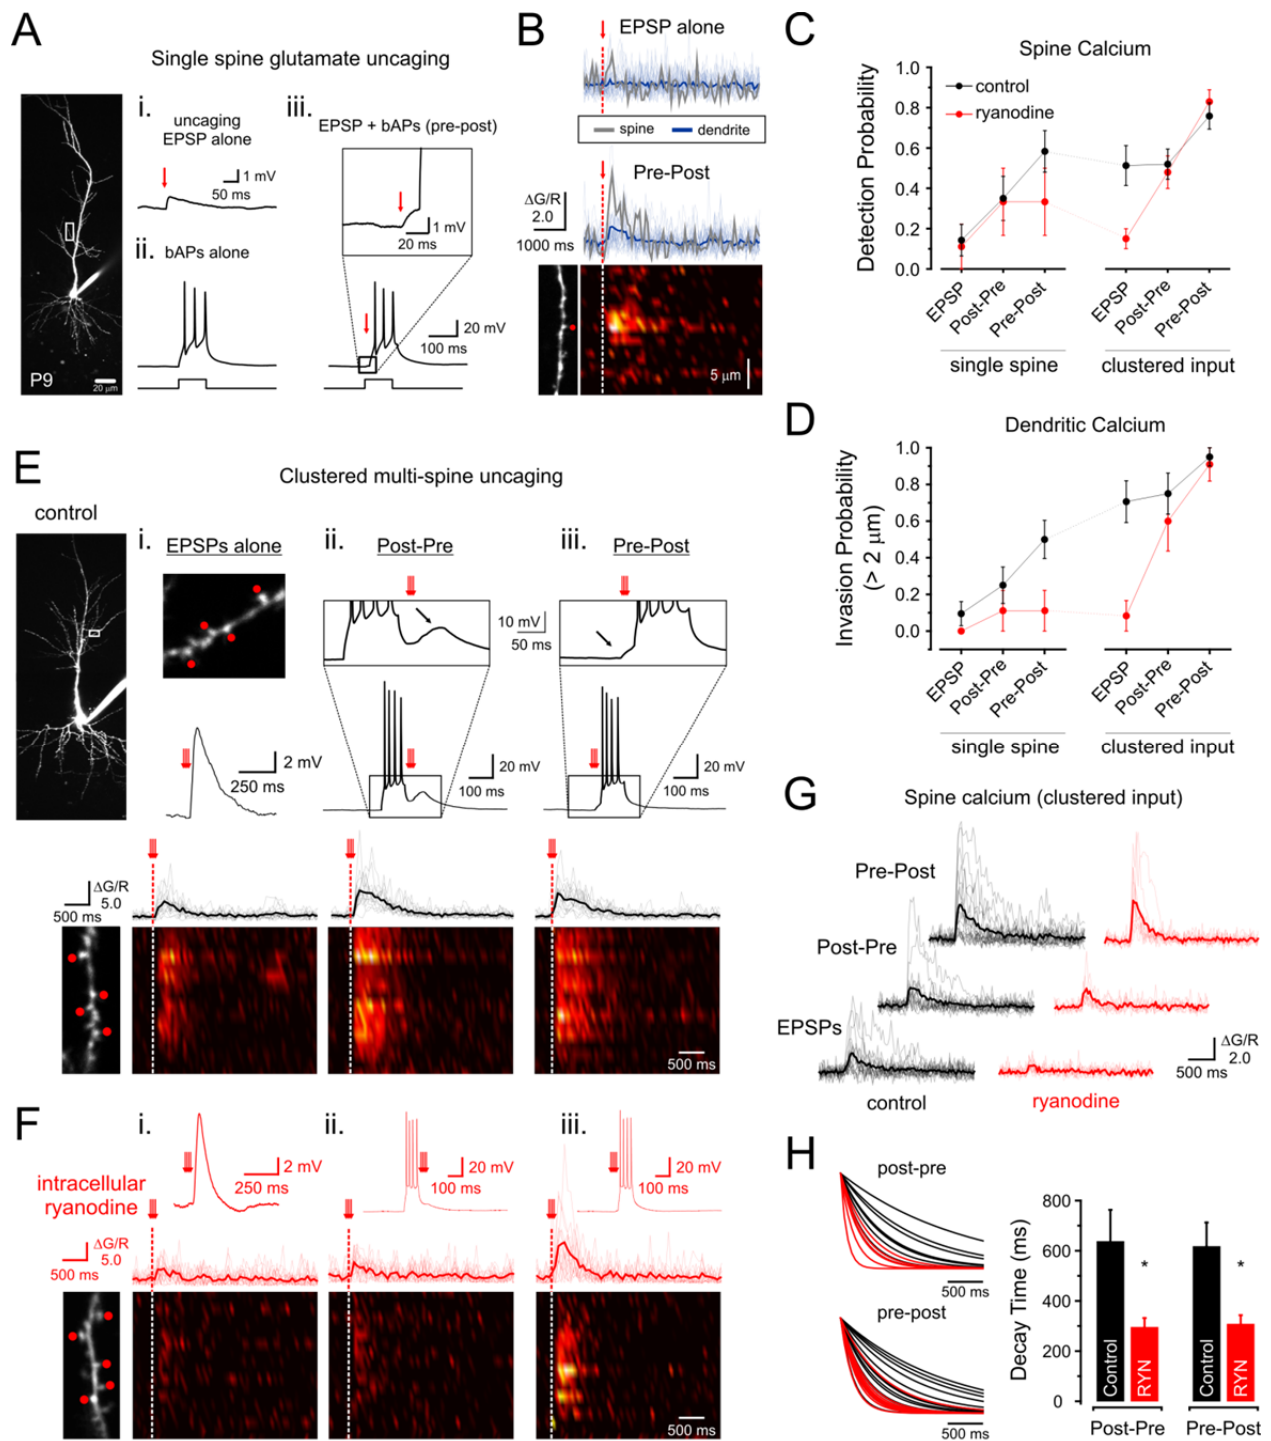 A
Single spine glutamate uncaging
i.
uncaging
EPSP alone
1 mV
50 ms
ii.
bAPs alone
iii.
EPSP + bAPs (pre-post)
1 mV
20 ms
20 mV
100 ms
P9
20 µm
B
EPSP alone
spine
dendrite
Pre-Post
ΔG/R
2.0
1000 ms
5 µm
C
Spine Calcium
Detection Probability
1.0
0.8
0.6
0.4
0.2
0.0
control
ryanodine
EPSP
Post-Pre
Pre-Post
EPSP
Post-Pre
Pre-Post
single spine
clustered input
D
Dendritic Calcium
Invasion Probability
(> 2 µm)
1.0
0.8
0.6
0.4
0.2
0.0
EPSP
Post-Pre
Pre-Post
EPSP
Post-Pre
Pre-Post
single spine
clustered input
E
Clustered multi-spine uncaging
control
i.
EPSPs alone
2 mV
250 ms
ii.
Post-Pre
10 mV
50 ms
20 mV
100 ms
iii.
Pre-Post
20 mV
100 ms
ΔG/R
5.0
500 ms
500 ms
F
intracellular
ryanodine
i.
2 mV
250 ms
ii.
20 mV
100 ms
iii.
20 mV
100 ms
ΔG/R
5.0
500 ms
500 ms
G
Spine calcium (clustered input)
Pre-Post
Post-Pre
EPSPs
ΔG/R
2.0
500 ms
control
ryanodine
H
post-pre
500 ms
pre-post
500 ms
Decay Time (ms)
800
600
400
200
0
*
*
Control
RYN
Control
RYN
Post-Pre
Pre-Post